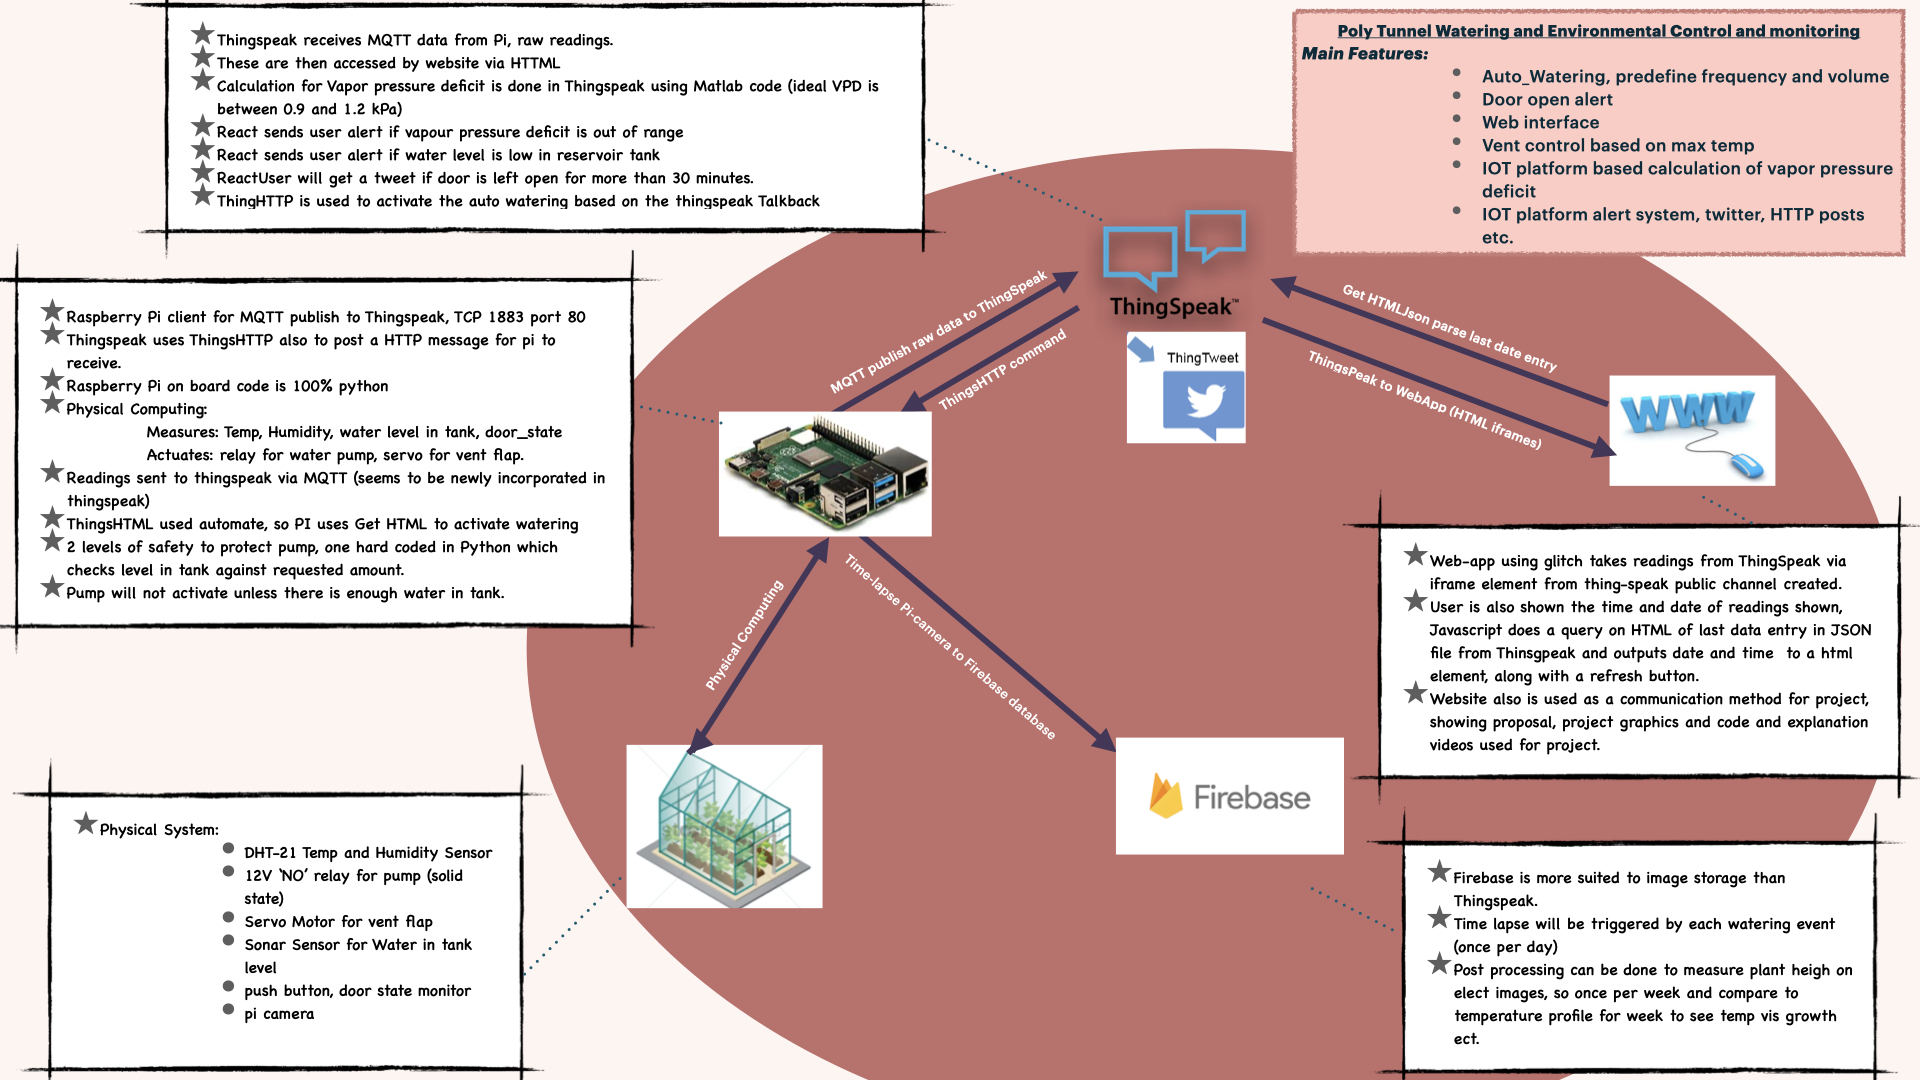 Thingspeak receives MQTT data from Pi, raw readings.
These are then accessed by website via HTTML
Calculation for Vapor pressure deficit is done in Thingspeak using Matlab code (ideal VPD is
between 0.9 and 1.2 kPa)
React sends user alert if vapour pressure deficit is out of range
React sends user alert if water level is low in reservoir tank
ReactUser will get a tweet if door is left open for more than 30 minutes.
ThingHTTP is used to activate the auto watering based on the thingspeak Talkback
Poly Tunnel Watering and Environmental Control and monitoring
Main Features:
Auto_Watering, predefine frequency and volume
Door open alert
Web interface
Vent control based on max temp
IOT platform based calculation of vapor pressure
deficit
IOT platform alert system, twitter, HTTP posts
etc.
Raspberry Pi client for MQTT publish to Thingspeak, TCP 1883 port 80
Thingspeak uses ThingsHTTP also to post a HTTP message for pi to
receive.
Raspberry Pi on board code is 100% python
Physical Computing:
Measures: Temp, Humidity, water level in tank, door_state
Actuates: relay for water pump, servo for vent flap.
Readings sent to thingspeak via MQTT (seems to be newly incorporated in
thingspeak)
ThingsHTML used automate, so PI uses Get HTML to activate watering
2 levels of safety to protect pump, one hard coded in Python which
checks level in tank against requested amount.
Pump will not activate unless there is enough water in tank.
MQTT publish raw data to ThingSpeak
ThingsHTTP command
ThingSpeak™
ThingTweet
Get HTMLJson parse last date entry
ThingsPeak to WebApp (HTML iframes)
WWW
Physical Computing
Time-lapse Pi-camera to Firebase database
Firebase
Web-app using glitch takes readings from ThingSpeak via
iframe element from thing-speak public channel created.
User is also shown the time and date of readings shown,
Javascript does a query on HTML of last data entry in JSON
file from Thinsgpeak and outputs date and time to a html
element, along with a refresh button.
Website also is used as a communication method for project,
showing proposal, project graphics and code and explanation
videos used for project.
Physical System:
DHT-21 Temp and Humidity Sensor
12V 'NO' relay for pump (solid
state)
Servo Motor for vent flap
Sonar Sensor for Water in tank
level
push button, door state monitor
pi camera
Firebase is more suited to image storage than
Thingspeak.
Time lapse will be triggered by each watering event
(once per day)
Post processing can be done to measure plant heigh on
elect images, so once per week and compare to
temperature profile for week to see temp vis growth
ect.